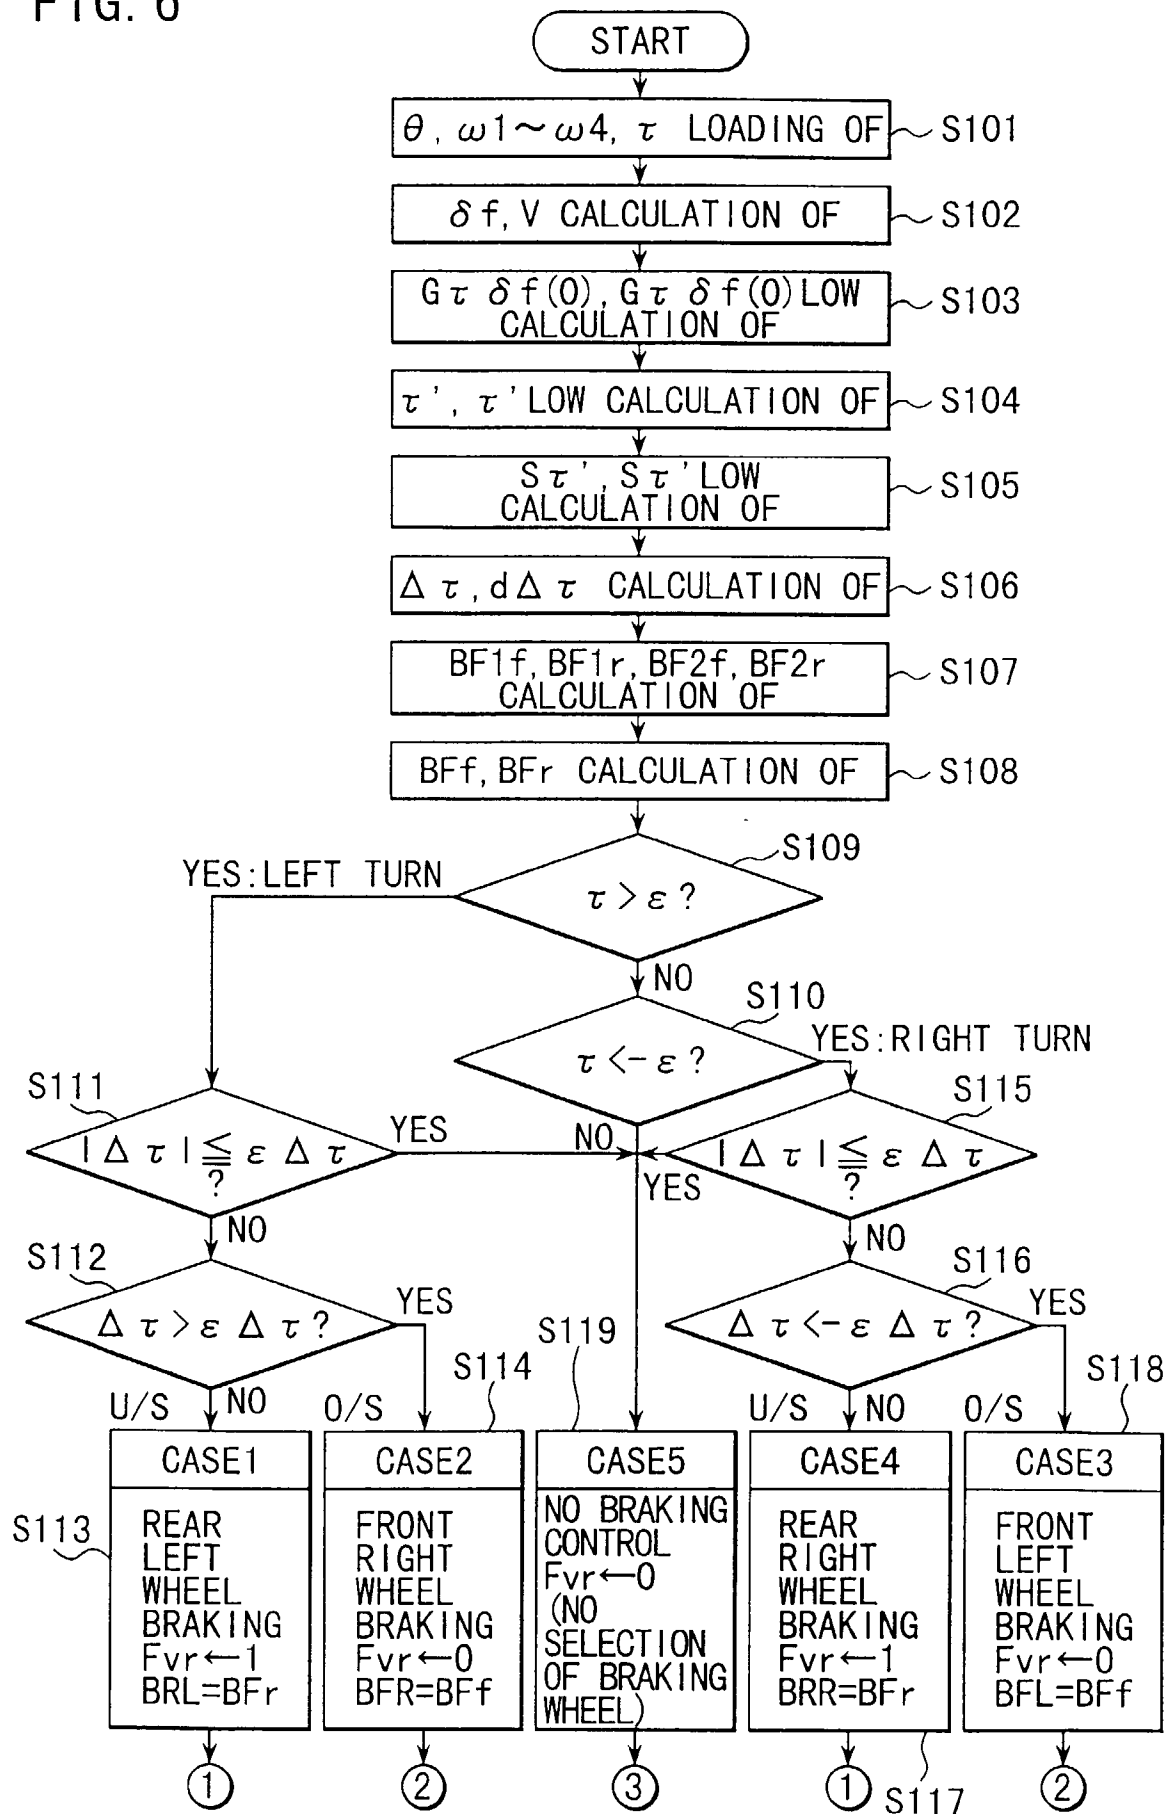 FIG. 6
START
θ, ω1～ω4, τ LOADING OF
S101
δf, V CALCULATION OF
S102
Gτ δf(0), Gτ δf(0)LOW
CALCULATION OF
S103
τ', τ'LOW CALCULATION OF
S104
Sτ', Sτ'LOW
CALCULATION OF
S105
Δτ, dΔτ CALCULATION OF
S106
BF1f, BF1r, BF2f, BF2r
CALCULATION OF
S107
BFf, BFr CALCULATION OF
S108
S109
YES:LEFT TURN
τ>ε?
NO
S110
YES:RIGHT TURN
τ<-ε?
S111
|Δτ|≦εΔτ
?
YES
NO
S115
|Δτ|≦εΔτ
?
YES
NO
NO
S112
Δτ>εΔτ?
YES
S116
Δτ<-εΔτ?
YES
U/S
NO
O/S
S114
S119
U/S
NO
O/S
S118
S113
CASE1
REAR
LEFT
WHEEL
BRAKING
Fvr←1
BRL=BFr
CASE2
FRONT
RIGHT
WHEEL
BRAKING
Fvr←0
BFR=BFf
CASE5
NO BRAKING
CONTROL
Fvr←0
(NO
SELECTION
OF BRAKING
WHEEL)
CASE4
REAR
RIGHT
WHEEL
BRAKING
Fvr←1
BRR=BFr
S117
CASE3
FRONT
LEFT
WHEEL
BRAKING
Fvr←0
BFL=BFf
1
2
3
1
2